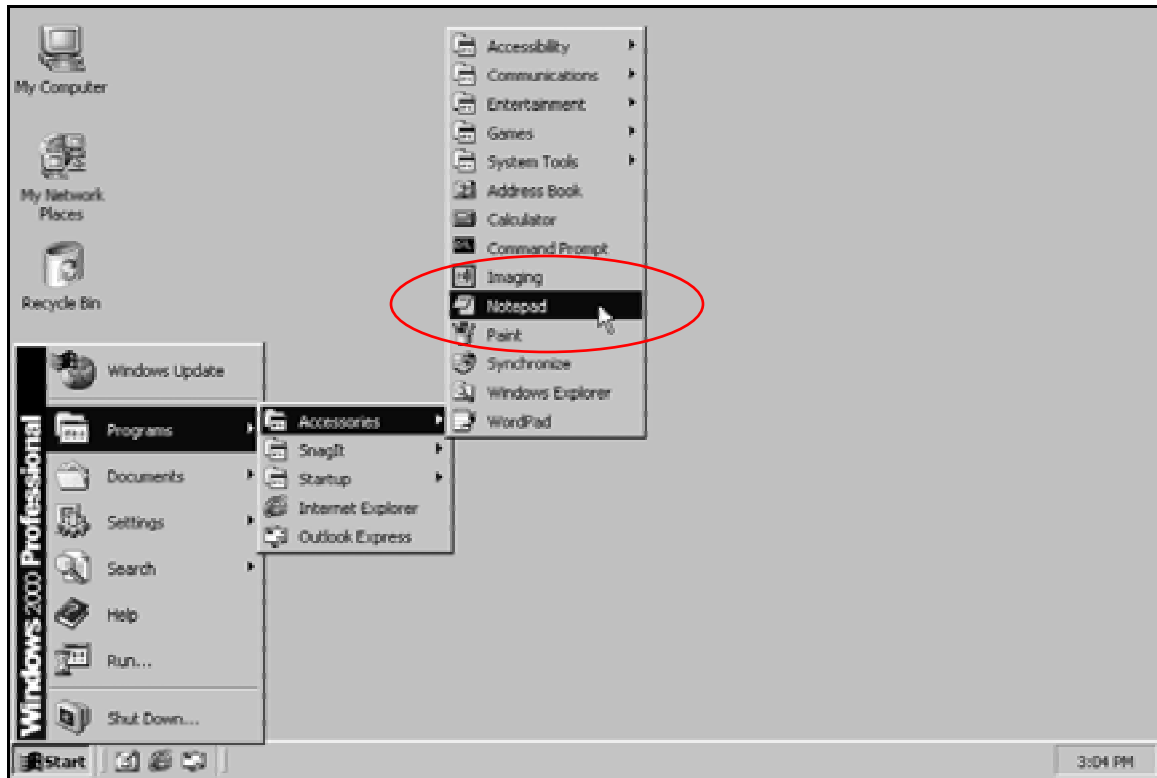 My Computer
My Network
Places
Recycle Bin
Accessibility
Communications
Entertainment
Games
System Tools
Address Book
Calculator
Command Prompt
Imaging
Notepad
Paint
Synchronize
Windows Explorer
WordPad
Windows 2000 Professional
Windows Update
Programs
Documents
Settings
Search
Help
Run...
Shut Down...
Accessories
SnagIt
Startup
Internet Explorer
Outlook Express
Start
3:04 PM